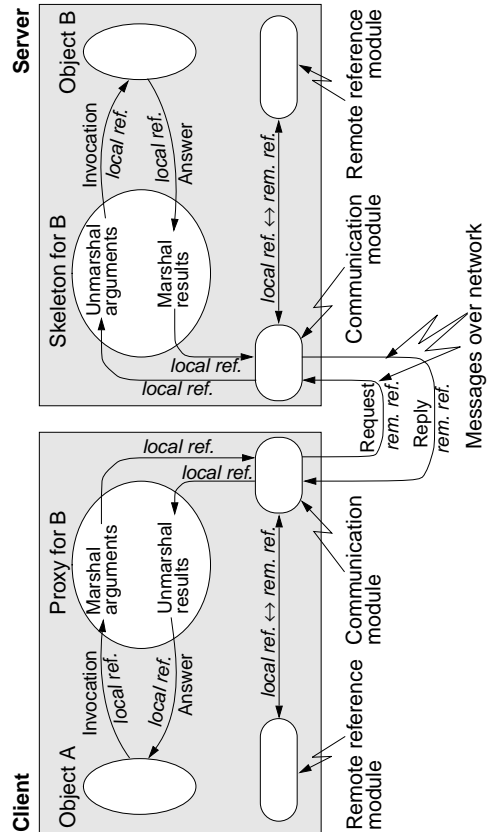 Client
Server
Object A
Proxy for B
Skeleton for B
Object B
Invocation
local ref.
Marshal
arguments
local ref.
Answer
Unmarshal
results
local ref.
local ref.
Unmarshal
arguments
Marshal
results
Invocation
local ref.
local ref.
Answer
local ref.
local ref.
local ref. ↔ rem. ref.
local ref. ↔ rem. ref.
Request
rem. ref.
Reply
rem. ref.
Remote reference
module
Communication
module
Communication
module
Remote reference
module
Messages over network